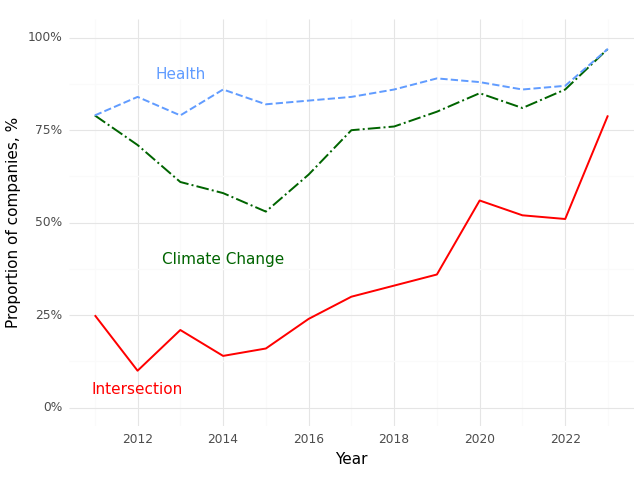 100%
Health
75%
50%
Climate Change
25%
Intersection
0%
2012 2014 2016 2018 2020 2022
Year
Proportion of companies, %